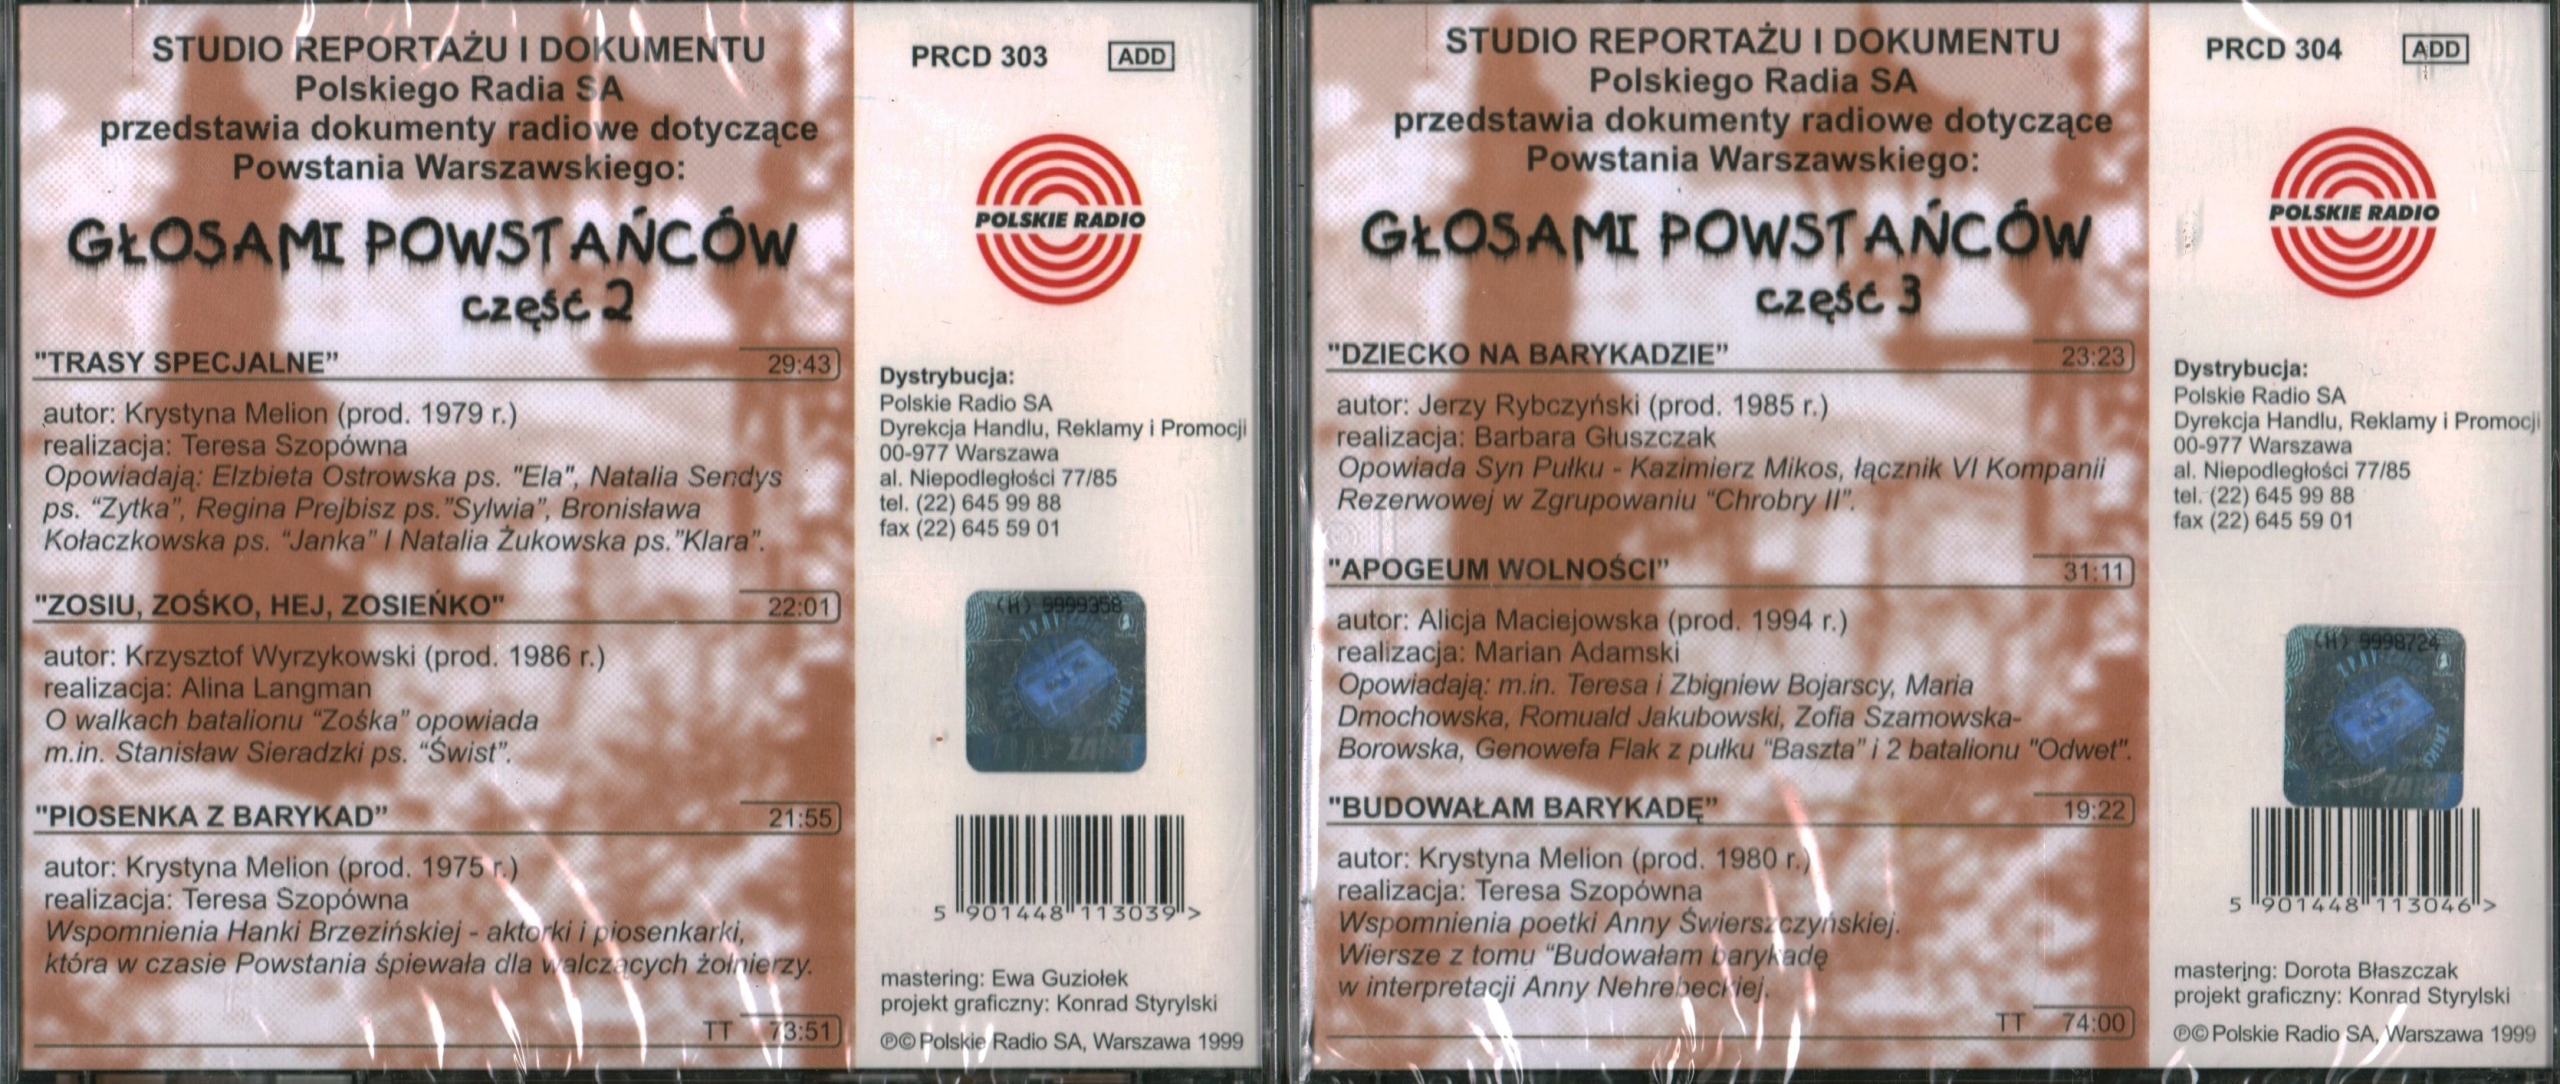 STUDIO REPORTAŻU I DOKUMENTU
Polskiego Radia SA
przedstawia dokumenty radiowe dotyczące
Powstania Warszawskiego:
GŁOSAMI POWSTAŃCÓW
część 2
"TRASY SPECJALNE” 29:43
autor: Krystyna Melion (prod. 1979 r.)
realizacja: Teresa Szopówna
Opowiadają: Elzbieta Ostrowska ps. "Ela", Natalia Sendys
ps. “Zytka”, Regina Prejbisz ps.”Sylwia”, Bronisława
Kołaczkowska ps. “Janka” I Natalia Żukowska ps.”Klara”.
"ZOSIU, ZOŚKO, HEJ, ZOSIEŃKO" 22:01
autor: Krzysztof Wyrzykowski (prod. 1986 r.)
realizacja: Alina Langman
O walkach batalionu “Zośka” opowiada
m.in. Stanisław Sieradzki ps. “Świst”.
"PIOSENKA Z BARYKAD” 21:55
autor: Krystyna Melion (prod. 1975 r.)
realizacja: Teresa Szopówna
Wspomnienia Hanki Brzezińskiej - aktorki i piosenkarki,
która w czasie Powstania śpiewała dla walczących żołnierzy.
TT 73:51
PRCD 303 ADD
POLSKIE RADIO
Dystrybucja:
Polskie Radio SA
Dyrekcja Handlu, Reklamy i Promocji
00-977 Warszawa
al. Niepodległości 77/85
tel. (22) 645 99 88
fax (22) 645 59 01
(H) 5999358
ZAIKS
5 901448 113039 >
mastering: Ewa Guziołek
projekt graficzny: Konrad Styrylski
℗© Polskie Radio SA, Warszawa 1999
STUDIO REPORTAŻU I DOKUMENTU
Polskiego Radia SA
przedstawia dokumenty radiowe dotyczące
Powstania Warszawskiego:
GŁOSAMI POWSTAŃCÓW
część 3
"DZIECKO NA BARYKADZIE” 23:23
autor: Jerzy Rybczyński (prod. 1985 r.)
realizacja: Barbara Głuszczak
Opowiada Syn Pułku - Kazimierz Mikos, łącznik VI Kompanii
Rezerwowej w Zgrupowaniu “Chrobry II”.
"APOGEUM WOLNOŚCI” 31:11
autor: Alicja Maciejowska (prod. 1994 r.)
realizacja: Marian Adamski
Opowiadają: m.in. Teresa i Zbigniew Bojarscy, Maria
Dmochowska, Romuald Jakubowski, Zofia Szamowska-
Borowska, Genowefa Flak z pułku “Baszta” i 2 batalionu "Odwet”.
"BUDOWAŁAM BARYKADĘ” 19:22
autor: Krystyna Melion (prod. 1980 r.)
realizacja: Teresa Szopówna
Wspomnienia poetki Anny Świerszczyńskiej.
Wiersze z tomu “Budowałam barykadę
w interpretacji Anny Nehrebeckiej.
TT 74:00
PRCD 304 ADD
POLSKIE RADIO
Dystrybucja:
Polskie Radio SA
Dyrekcja Handlu, Reklamy i Promocji
00-977 Warszawa
al. Niepodległości 77/85
tel. (22) 645 99 88
fax (22) 645 59 01
(H) 9998724
ZAIKS
5 901448 113046 >
mastering: Dorota Błaszczak
projekt graficzny: Konrad Styrylski
℗© Polskie Radio SA, Warszawa 1999